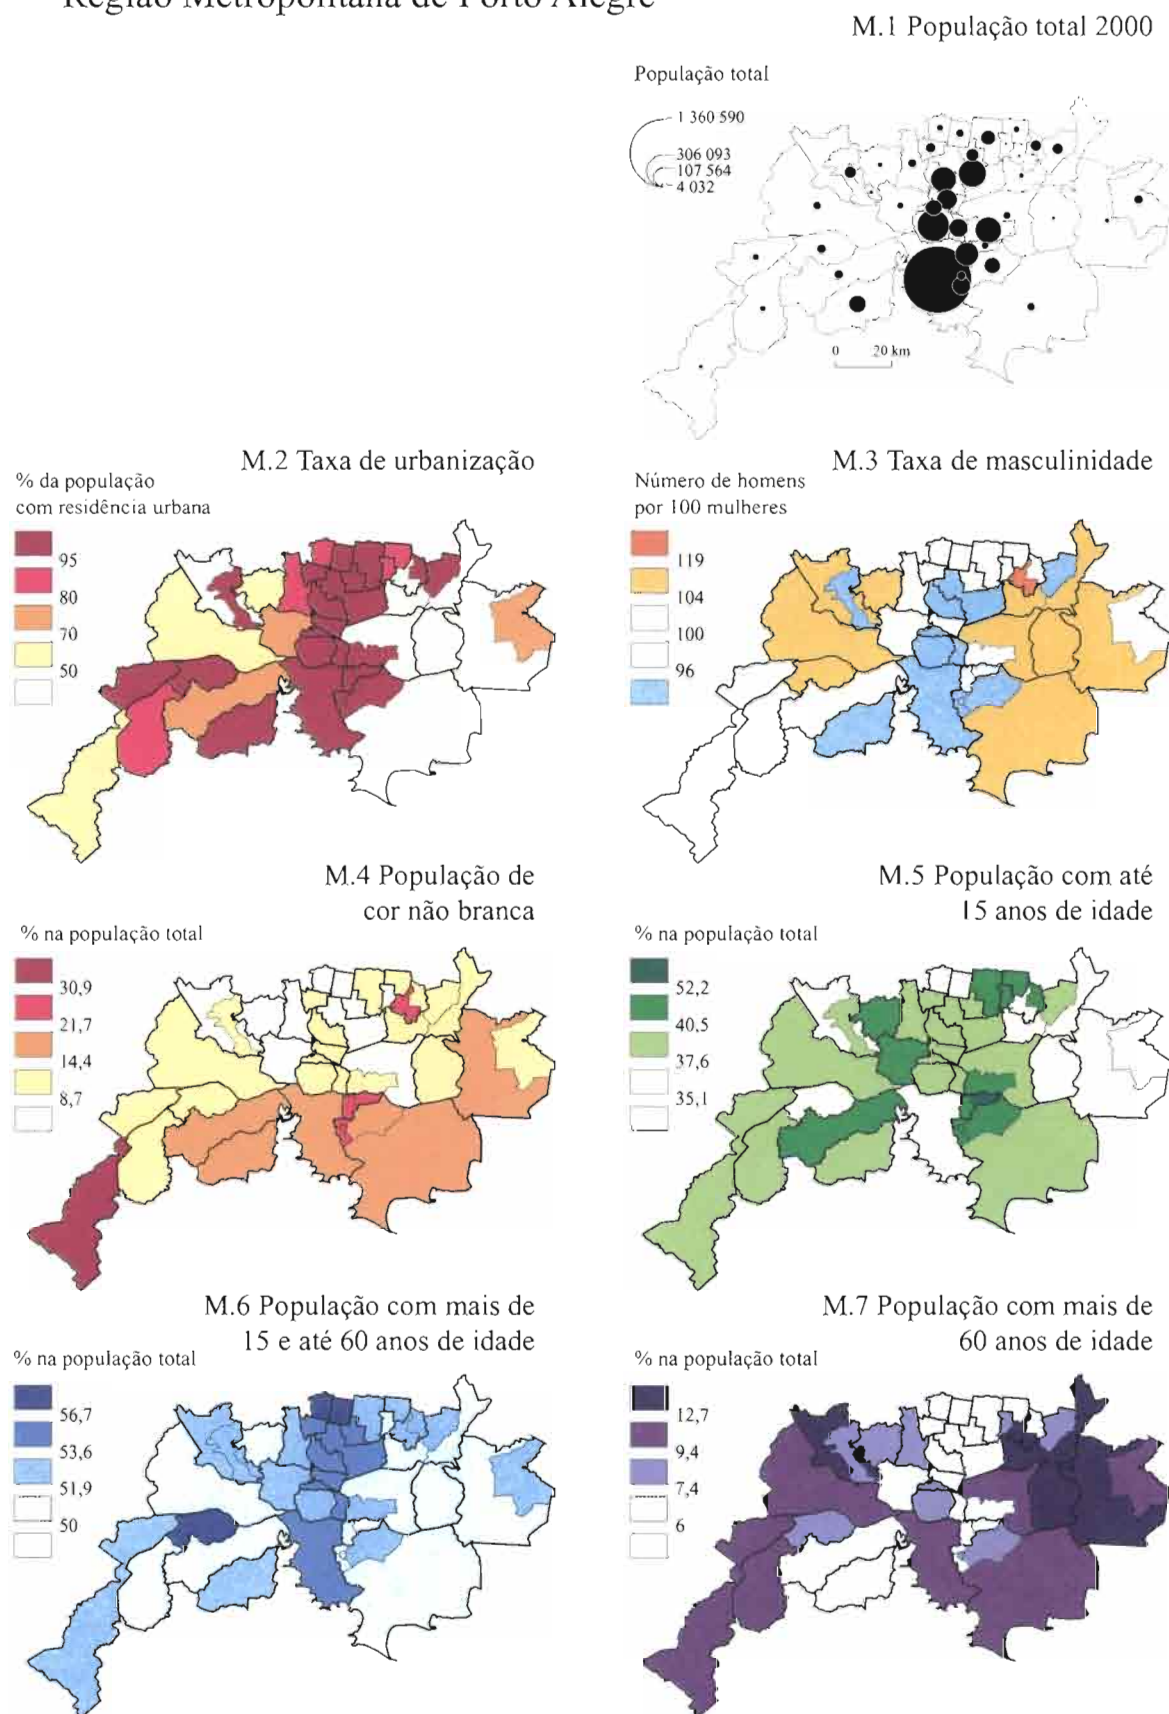 Região Metropolitana de Porto Alegre
M.1 População total 2000
População total
1 360 590
306 093
107 564
4 032
0 20 km
M.2 Taxa de urbanização
% da população
com residência urbana
95
80
70
50
M.3 Taxa de masculinidade
Número de homens
por 100 mulheres
119
104
100
96
M.4 População de
cor não branca
% na população total
30,9
21,7
14,4
8,7
M.5 População com até
15 anos de idade
% na população total
52,2
40,5
37,6
35,1
M.6 População com mais de
15 e até 60 anos de idade
% na população total
56,7
53,6
51,9
50
M.7 População com mais de
60 anos de idade
% na população total
12,7
9,4
7,4
6